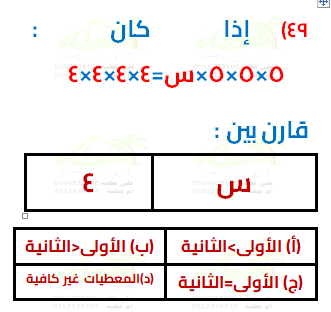 ٤٩) إذا كان :
٥×٥×٥×س=٤×٤×٤×٤
قارن بين :
س ٤
(أ) الأولى>الثانية (ب) الأولى<الثانية
(ج) الأولى=الثانية (د)المعطيات غير كافية